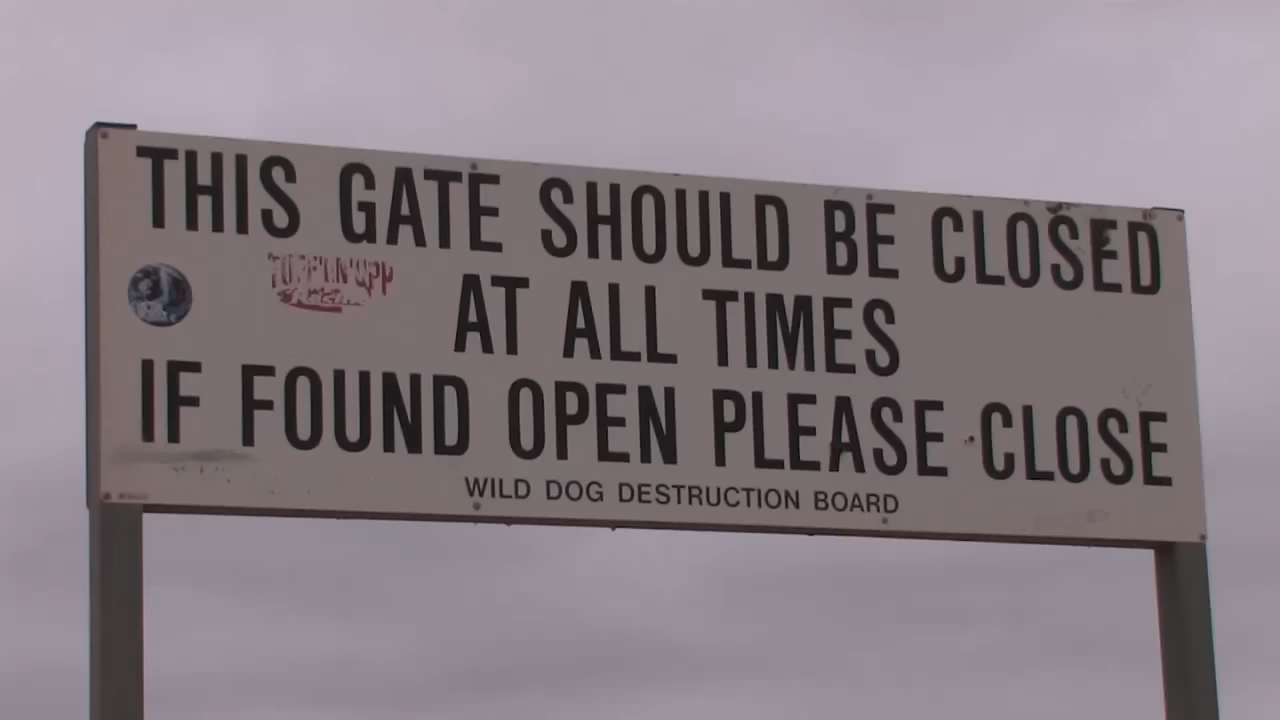 THIS GATE SHOULD BE CLOSED
AT ALL TIMES
IF FOUND OPEN PLEASE CLOSE
WILD DOG DESTRUCTION BOARD